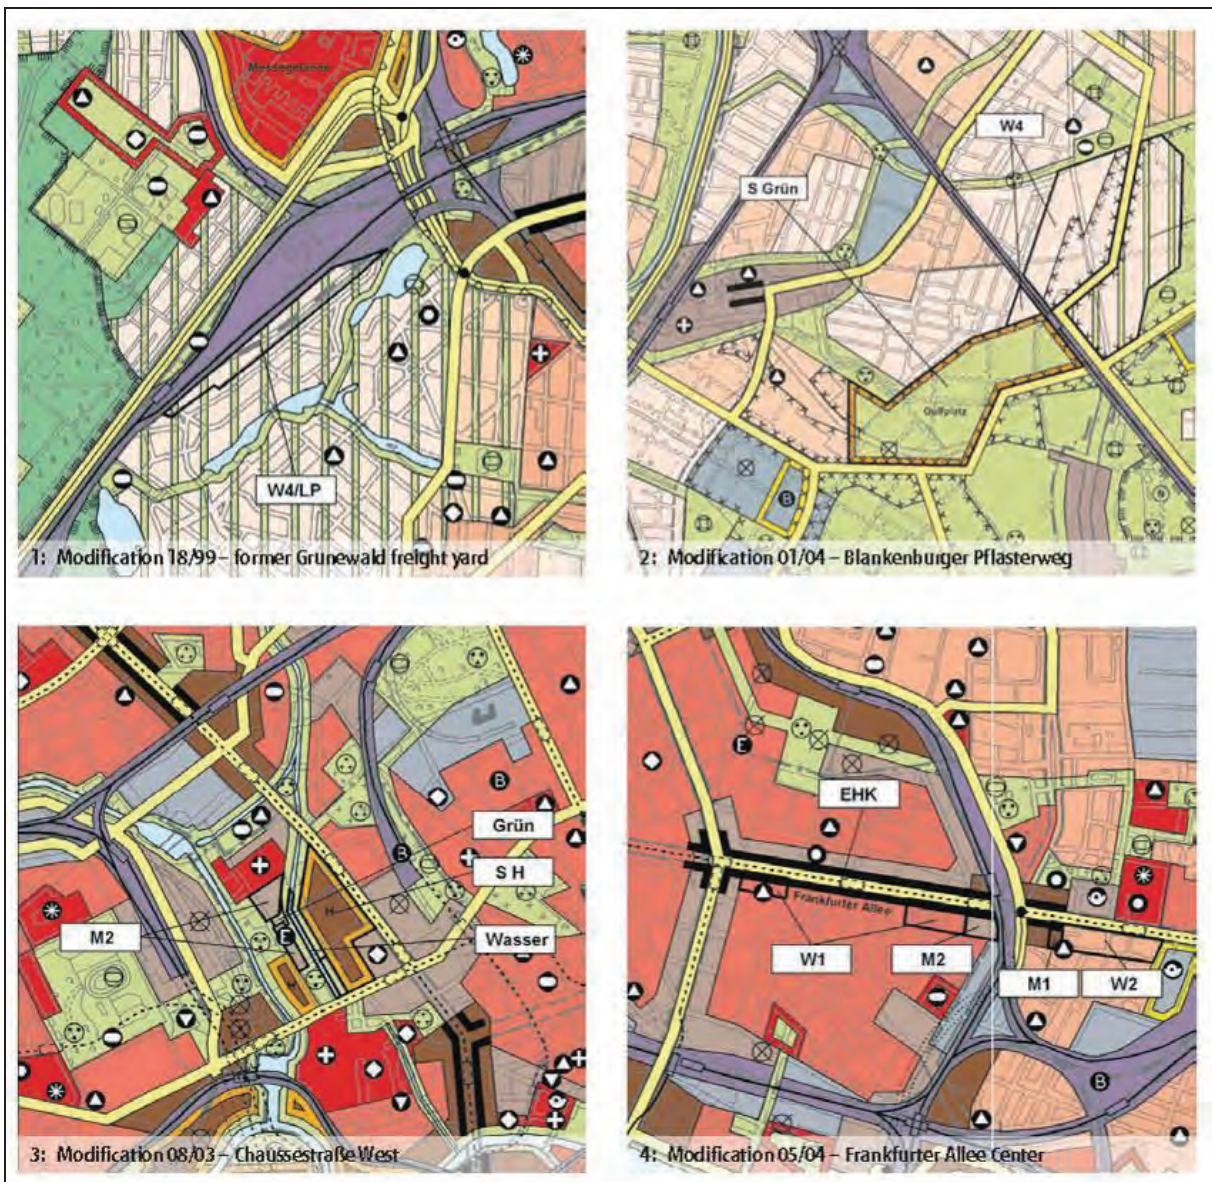 Messegelände
W4/LP
1: Modification 18/99 – former Grunewald freight yard
W4
S Grün
Golfplatz
B
2: Modification 01/04 – Blankenburger Pflasterweg
B
Grün
B
S H
H
M2
E
Wasser
3: Modification 08/03 – Chaussestraße West
E
EHK
Frankfurter Allee
W1
M2
M1
W2
B
4: Modification 05/04 – Frankfurter Allee Center